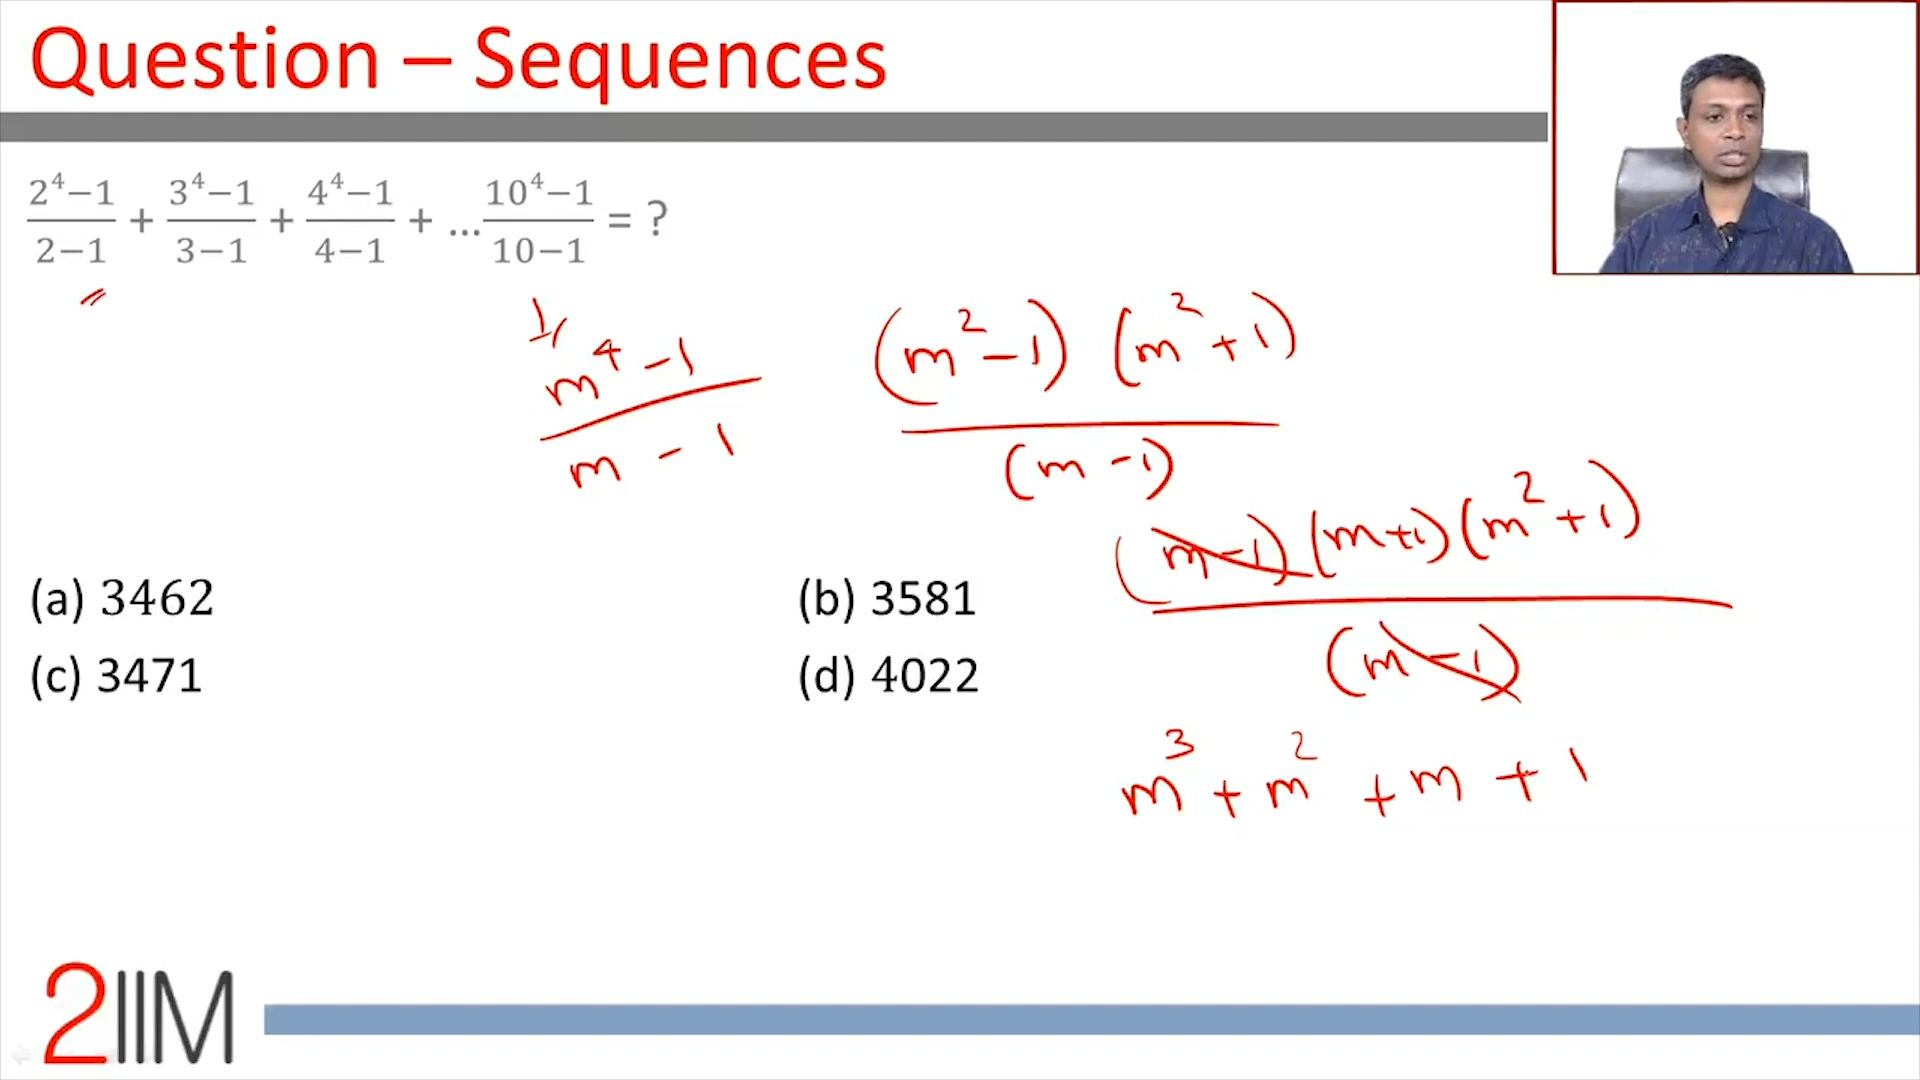 Question – Sequences
2⁴−1/2−1 + 3⁴−1/3−1 + 4⁴−1/4−1 + ... 10⁴−1/10−1 = ?
m⁴ - 1
m - 1
(m² - 1) (m² + 1)
(m - 1)
(m - 1) (m + 1) (m² + 1)
(m - 1)
m³ + m² + m + 1
(a) 3462
(b) 3581
(c) 3471
(d) 4022
2IIM